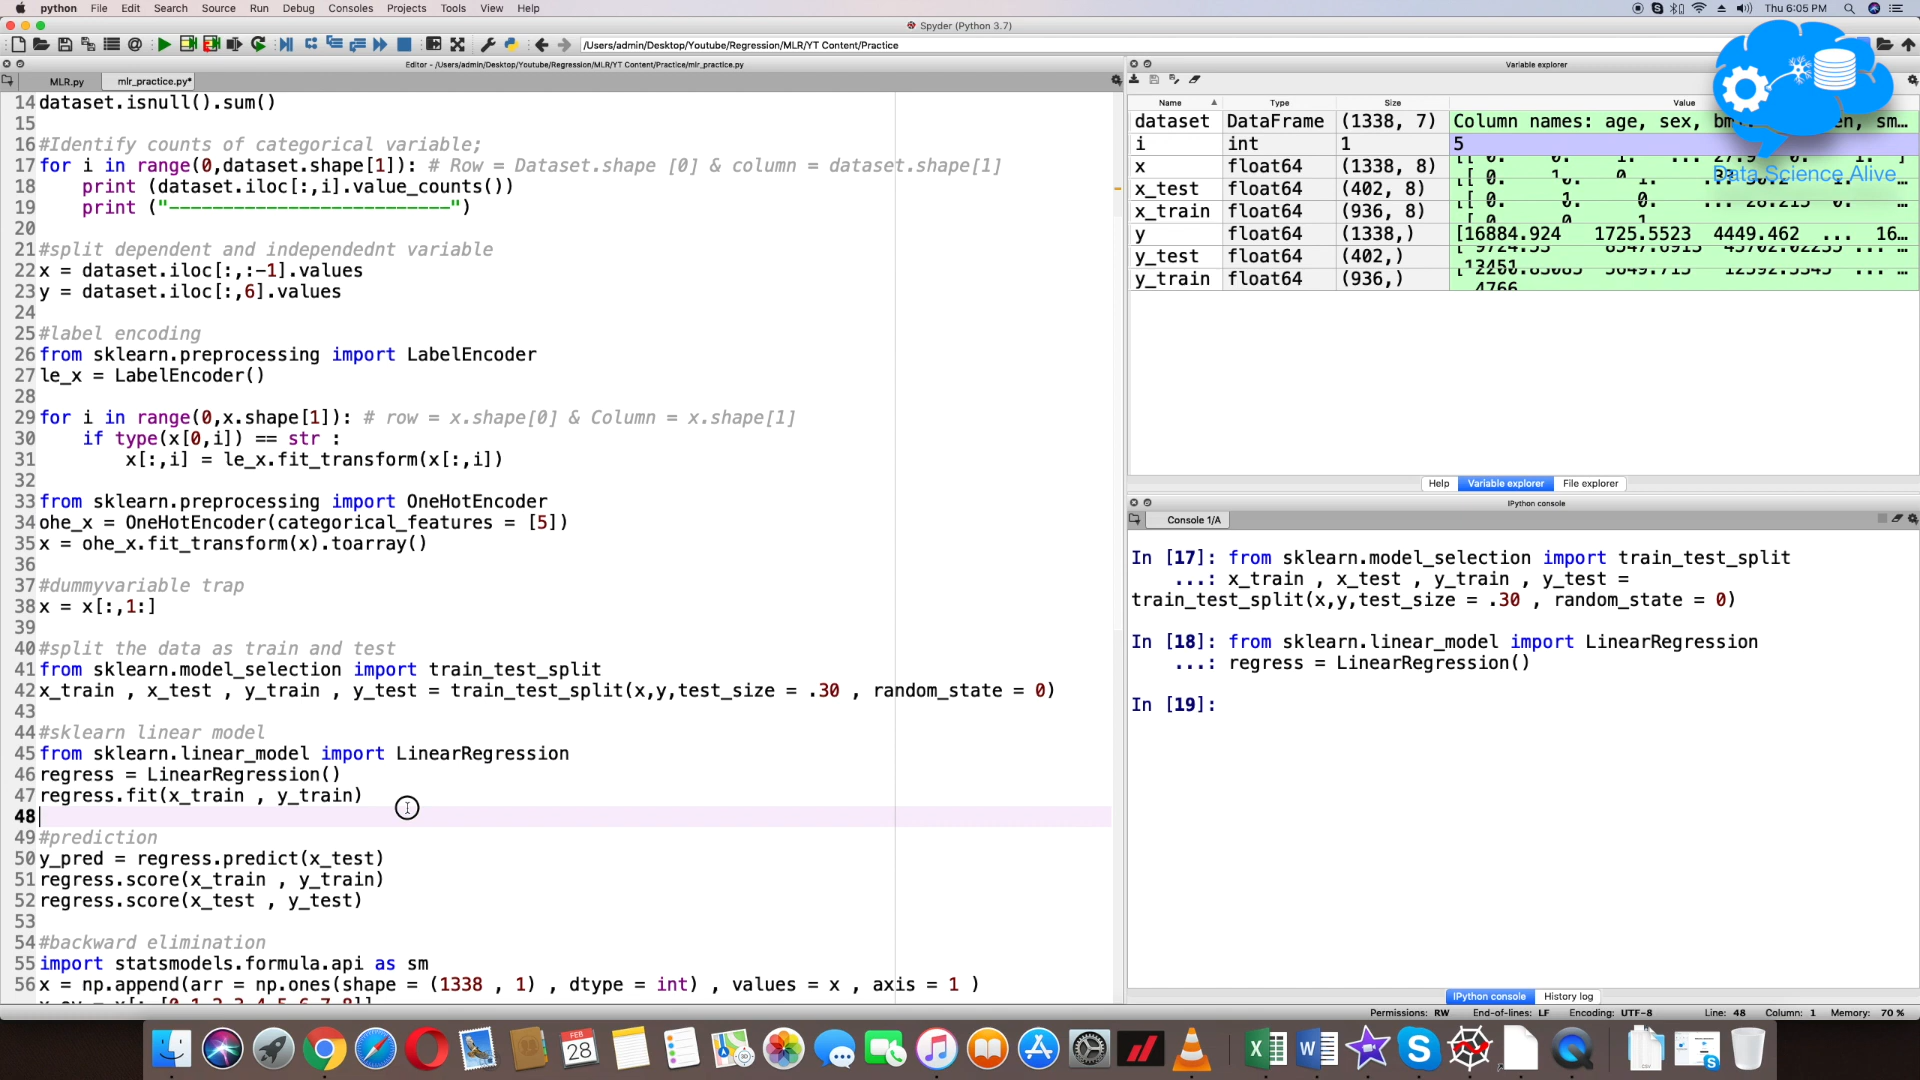 python File Edit Search Source Run Debug Consoles Projects Tools View Help Thu 6:05 PM
Spyder (Python 3.7)
/Users/admin/Desktop/Youtube/Regression/MLR/YT Content/Practice
Editor - /Users/admin/Desktop/Youtube/Regression/MLR/YT Content/Practice/mlr_practice.py
MLR.py mlr_practice.py*
14 dataset.isnull().sum()
15
16 #Identify counts of categorical variable;
17 for i in range(0,dataset.shape[1]): # Row = Dataset.shape [0] & column = dataset.shape[1]
18 print (dataset.iloc[:,i].value_counts())
19 print ("--------------------------")
20
21 #split dependent and independednt variable
22 x = dataset.iloc[:,:-1].values
23 y = dataset.iloc[:,6].values
24
25 #label encoding
26 from sklearn.preprocessing import LabelEncoder
27 le_x = LabelEncoder()
28
29 for i in range(0,x.shape[1]): # row = x.shape[0] & Column = x.shape[1]
30 if type(x[0,i]) == str :
31 x[:,i] = le_x.fit_transform(x[:,i])
32
33 from sklearn.preprocessing import OneHotEncoder
34 ohe_x = OneHotEncoder(categorical_features = [5])
35 x = ohe_x.fit_transform(x).toarray()
36
37 #dummyvariable trap
38 x = x[:,1:]
39
40 #split the data as train and test
41 from sklearn.model_selection import train_test_split
42 x_train , x_test , y_train , y_test = train_test_split(x,y,test_size = .30 , random_state = 0)
43
44 #sklearn linear model
45 from sklearn.linear_model import LinearRegression
46 regress = LinearRegression()
47 regress.fit(x_train , y_train)
48
49 #prediction
50 y_pred = regress.predict(x_test)
51 regress.score(x_train , y_train)
52 regress.score(x_test , y_test)
53
54 #backward elimination
55 import statsmodels.formula.api as sm
56 x = np.append(arr = np.ones(shape = (1338 , 1) , dtype = int) , values = x , axis = 1 )
Variable explorer
Name Type Size Value
dataset DataFrame (1338, 7) Column names: age, sex,
i int 1 5
x float64 (1338, 8)
x_test float64 (402, 8)
x_train float64 (936, 8)
y float64 (1338,) [16884.924 1725.5523 4449.462 ... 16…
y_test float64 (402,)
y_train float64 (936,)
Data Science Alive
Help Variable explorer File explorer
IPython console
Console 1/A
In [17]: from sklearn.model_selection import train_test_split
...: x_train , x_test , y_train , y_test =
train_test_split(x,y,test_size = .30 , random_state = 0)
In [18]: from sklearn.linear_model import LinearRegression
...: regress = LinearRegression()
In [19]:
IPython console History log
Permissions: RW End-of-lines: LF Encoding: UTF-8 Line: 48 Column: 1 Memory: 70 %
FEB
28